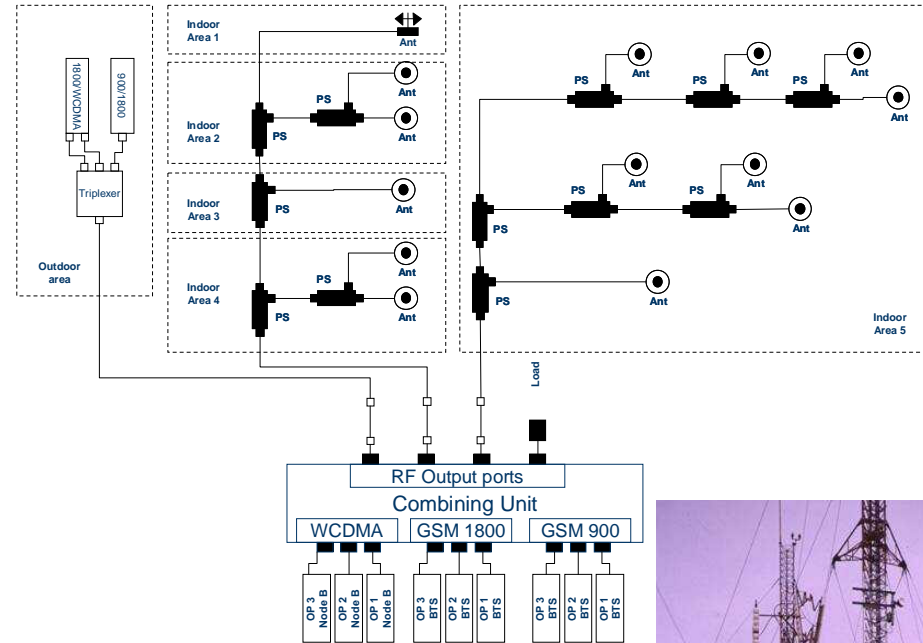 Indoor
Area 1
Ant
1800/WCDMA
900/1800
Triplexer
Outdoor
area
PS
Ant
Indoor
Area 2
PS
Ant
Indoor
Area 3
PS
Ant
PS
Ant
Indoor
Area 4
PS
Ant
PS
Ant
PS
Ant
PS
Ant
Ant
PS
Ant
PS
Ant
PS
Ant
PS
Ant
Indoor
Area 5
Load
RF Output ports
Combining Unit
WCDMA
GSM 1800
GSM 900
OP 3
Node B
OP 2
Node B
OP 1
Node B
OP 3
BTS
OP 2
BTS
OP 1
BTS
OP 3
BTS
OP 2
BTS
OP 1
BTS